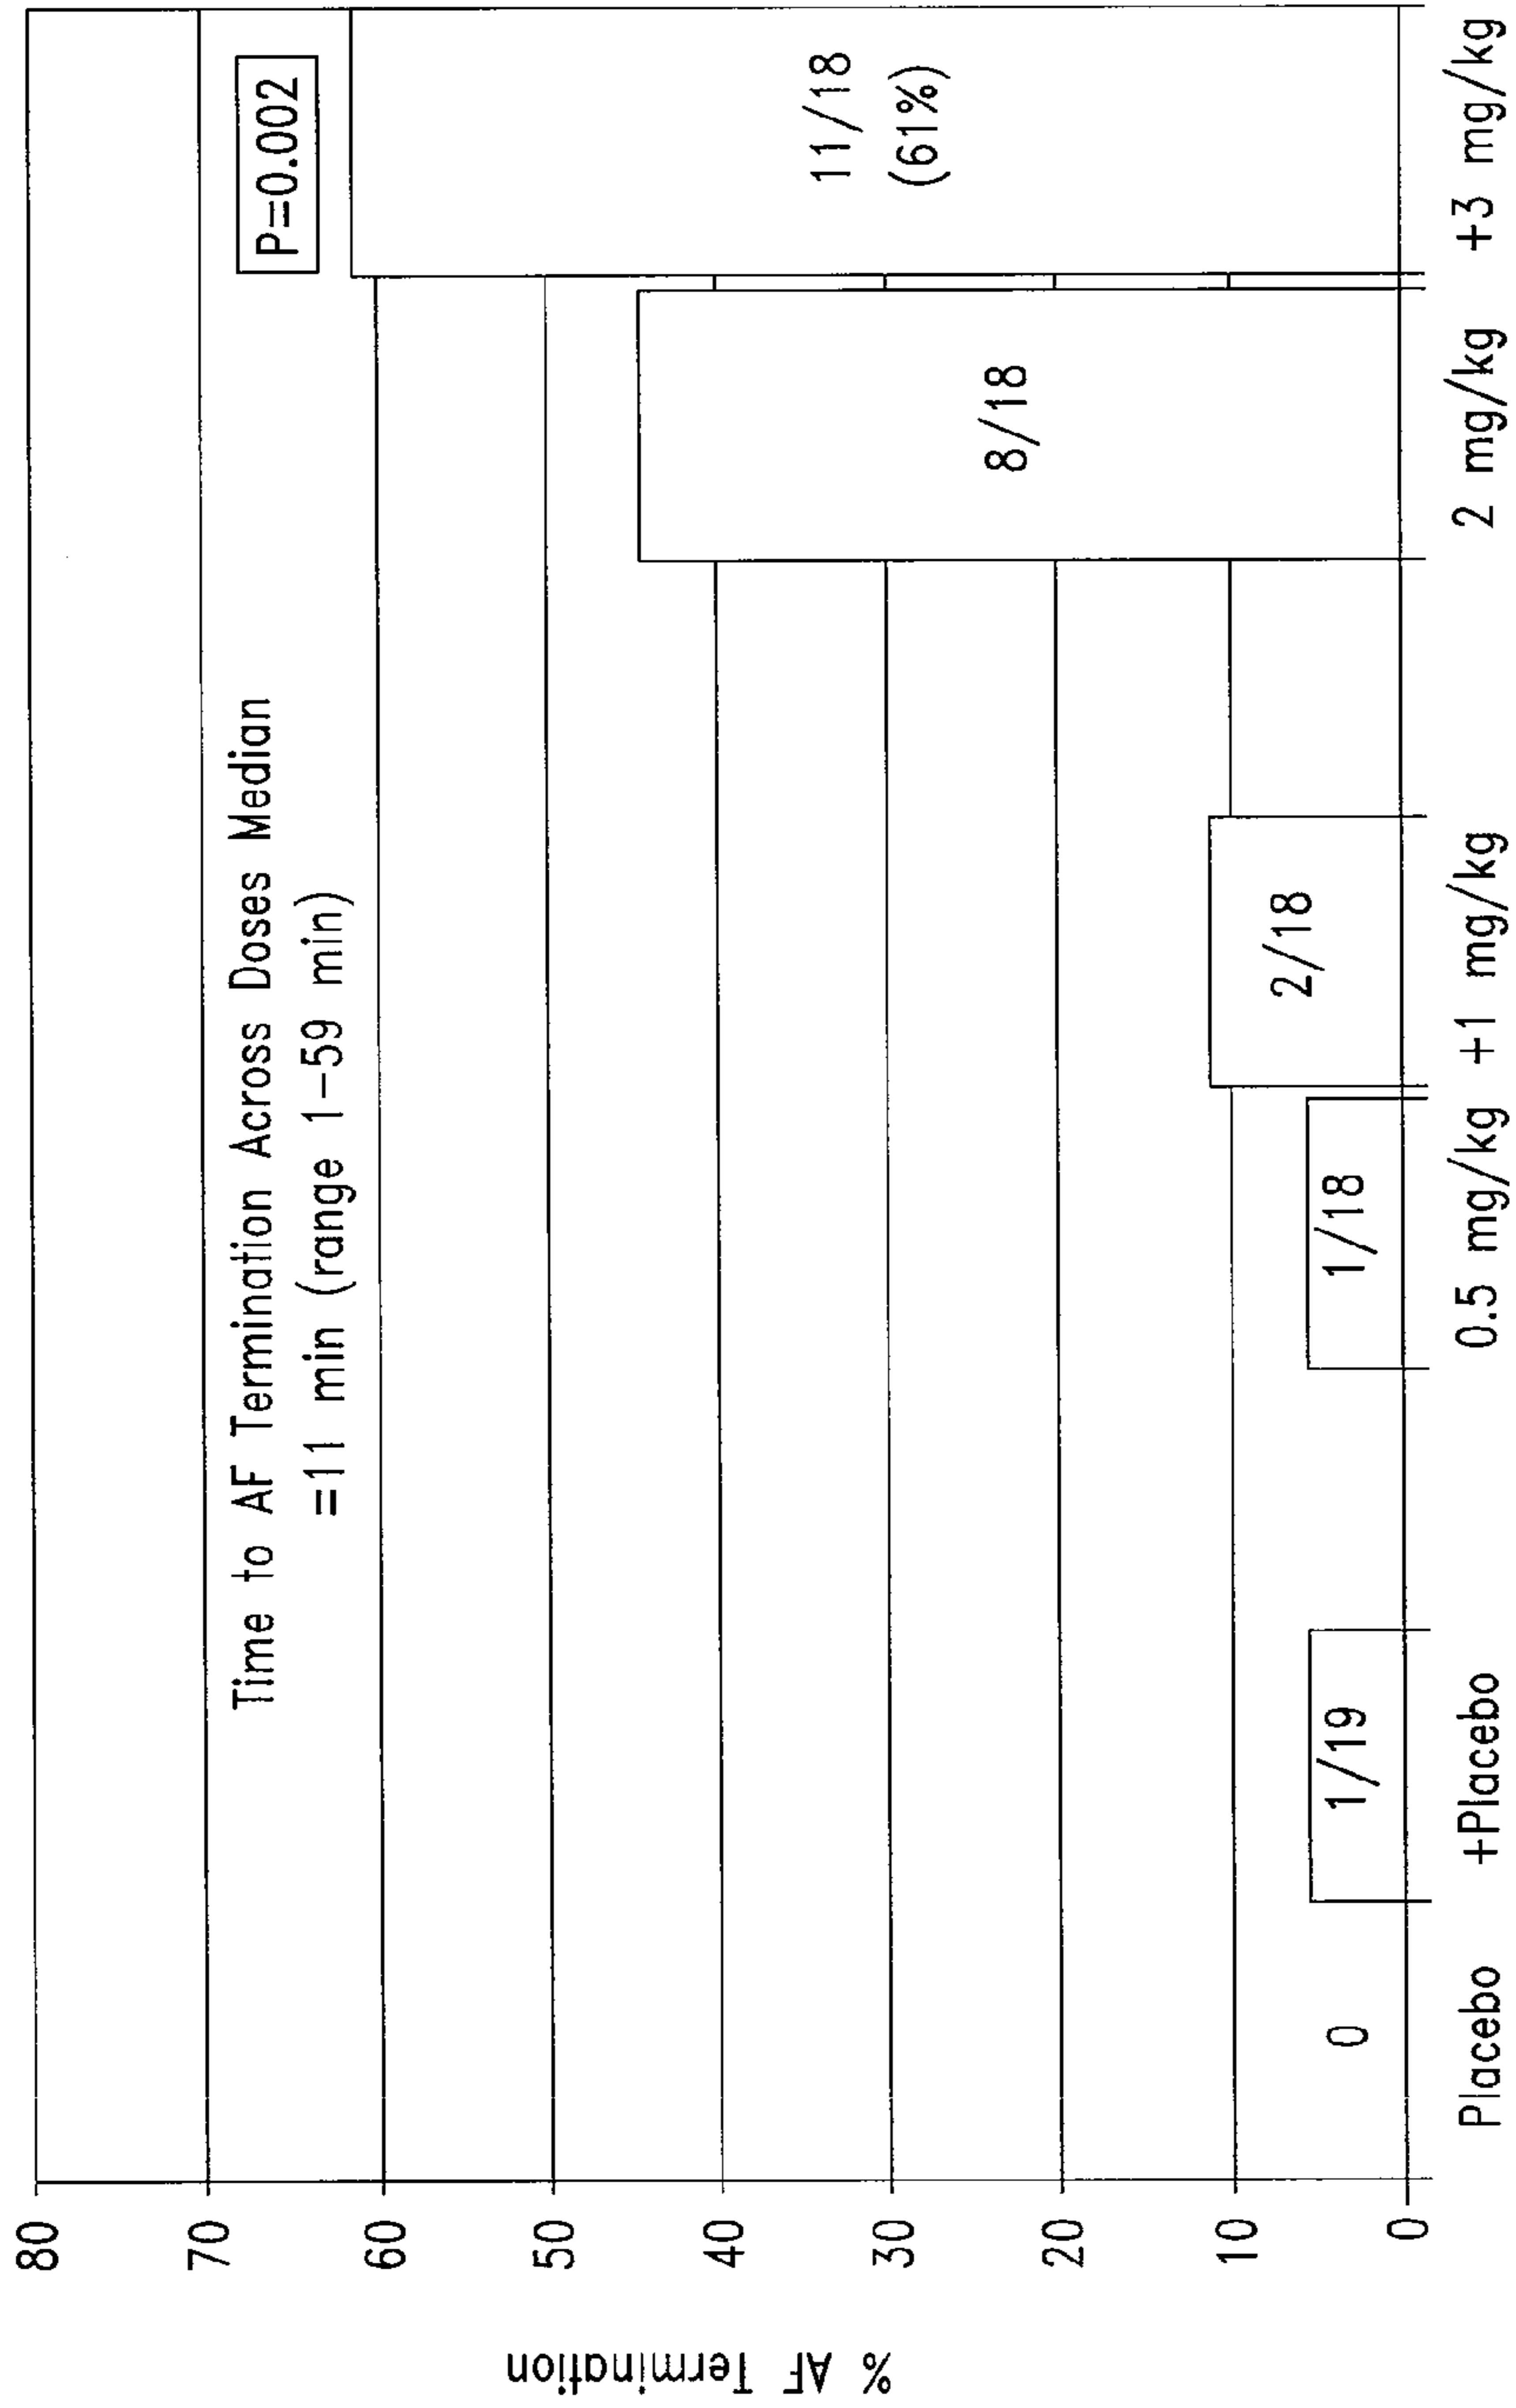 % AF Termination
80
70
60
50
40
30
20
10
0
Time to AF Termination Across Doses Median
=11 min (range 1-59 min)
P=0.002
0
1/19
1/18
2/18
8/18
11/18
(61%)
Placebo
+Placebo
0.5 mg/kg
+1 mg/kg
2 mg/kg
+3 mg/kg